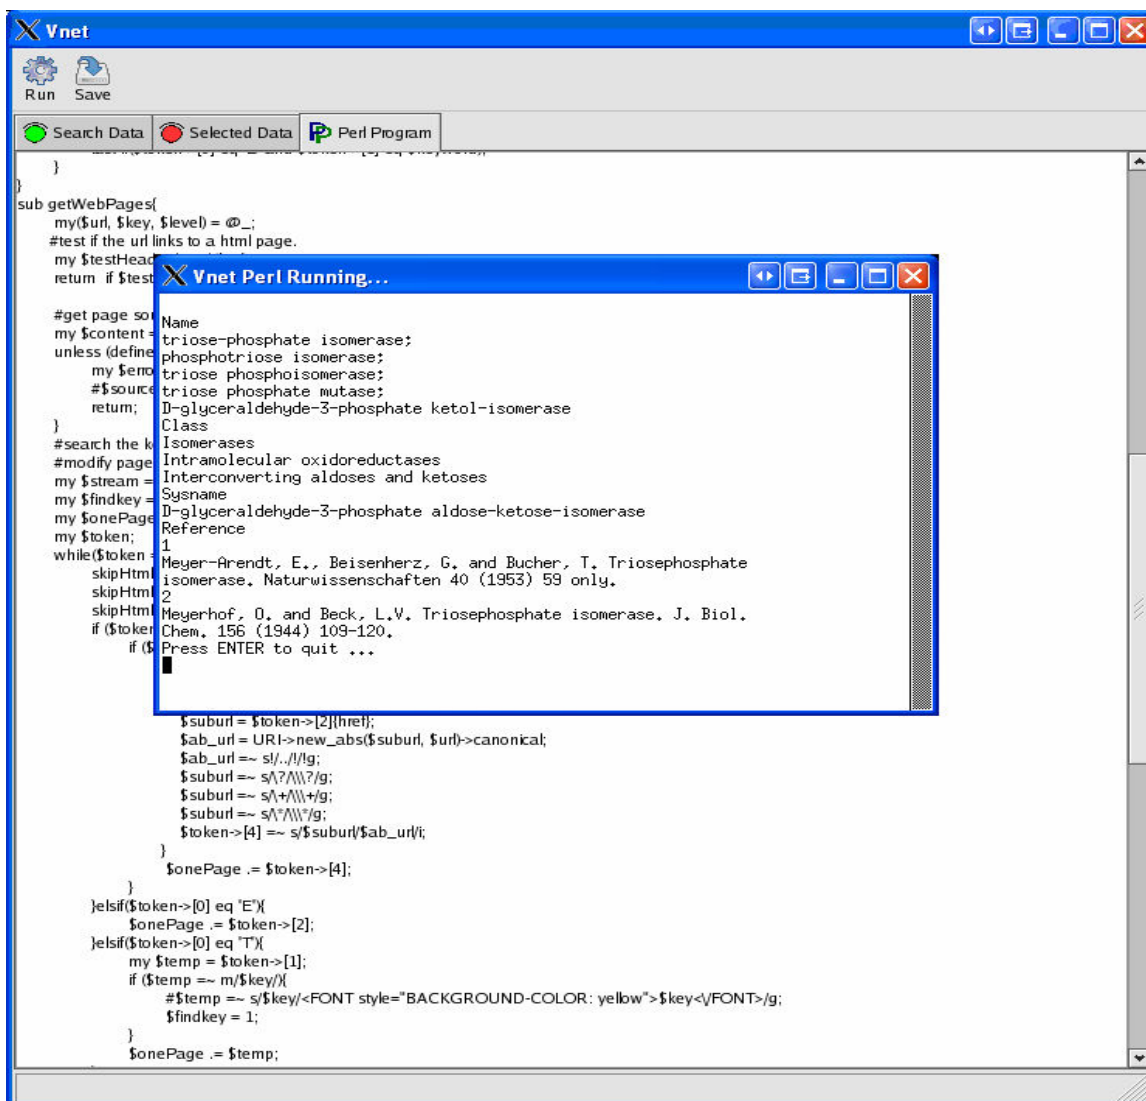 Vnet
Run Save
Search Data Selected Data Perl Program
}
}
sub getWebPages{
my($url, $key, $level) = @_;
#test if the url links to a html page.
my $testHead
return if $test
#get page sou
my $content =
unless (define
my $erro
#$source
return;
}
#search the k
#modify page
my $stream =
my $findkey =
my $onePage
my $token;
while($token =
skipHtml
skipHtml
skipHtml
if ($token
if ($
Vnet Perl Running...
Name
triose-phosphate isomerase;
phosphotriose isomerase;
triose phosphoisomerase;
triose phosphate mutase;
D-glyceraldehyde-3-phosphate ketol-isomerase
Class
Isomerases
Intramolecular oxidoreductases
Interconverting aldoses and ketoses
Sysname
D-glyceraldehyde-3-phosphate aldose-ketose-isomerase
Reference
1
Meyer-Arendt, E., Beisenherz, G. and Bucher, T. Triosephosphate
isomerase. Naturwissenschaften 40 (1953) 59 only.
2
Meyerhof, O. and Beck, L.V. Triosephosphate isomerase. J. Biol.
Chem. 156 (1944) 109-120.
Press ENTER to quit ...
$suburl = $token->[2]{href};
$ab_url = URI->new_abs($suburl, $url)->canonical;
$ab_url =~ s!/../!/!g;
$suburl =~ s/\?/\\\?/g;
$suburl =~ s/\+/\\\+/g;
$suburl =~ s/\*/\\\*/g;
$token->[4] =~ s/$suburl/$ab_url/i;
}
$onePage .= $token->[4];
}
}elsif($token->[0] eq "E"){
$onePage .= $token->[2];
}elsif($token->[0] eq "T"){
my $temp = $token->[1];
if ($temp =~ m/$key/){
#$temp =~ s/$key/<FONT style="BACKGROUND-COLOR: yellow">$key<\/FONT>/g;
$findkey = 1;
}
$onePage .= $temp;